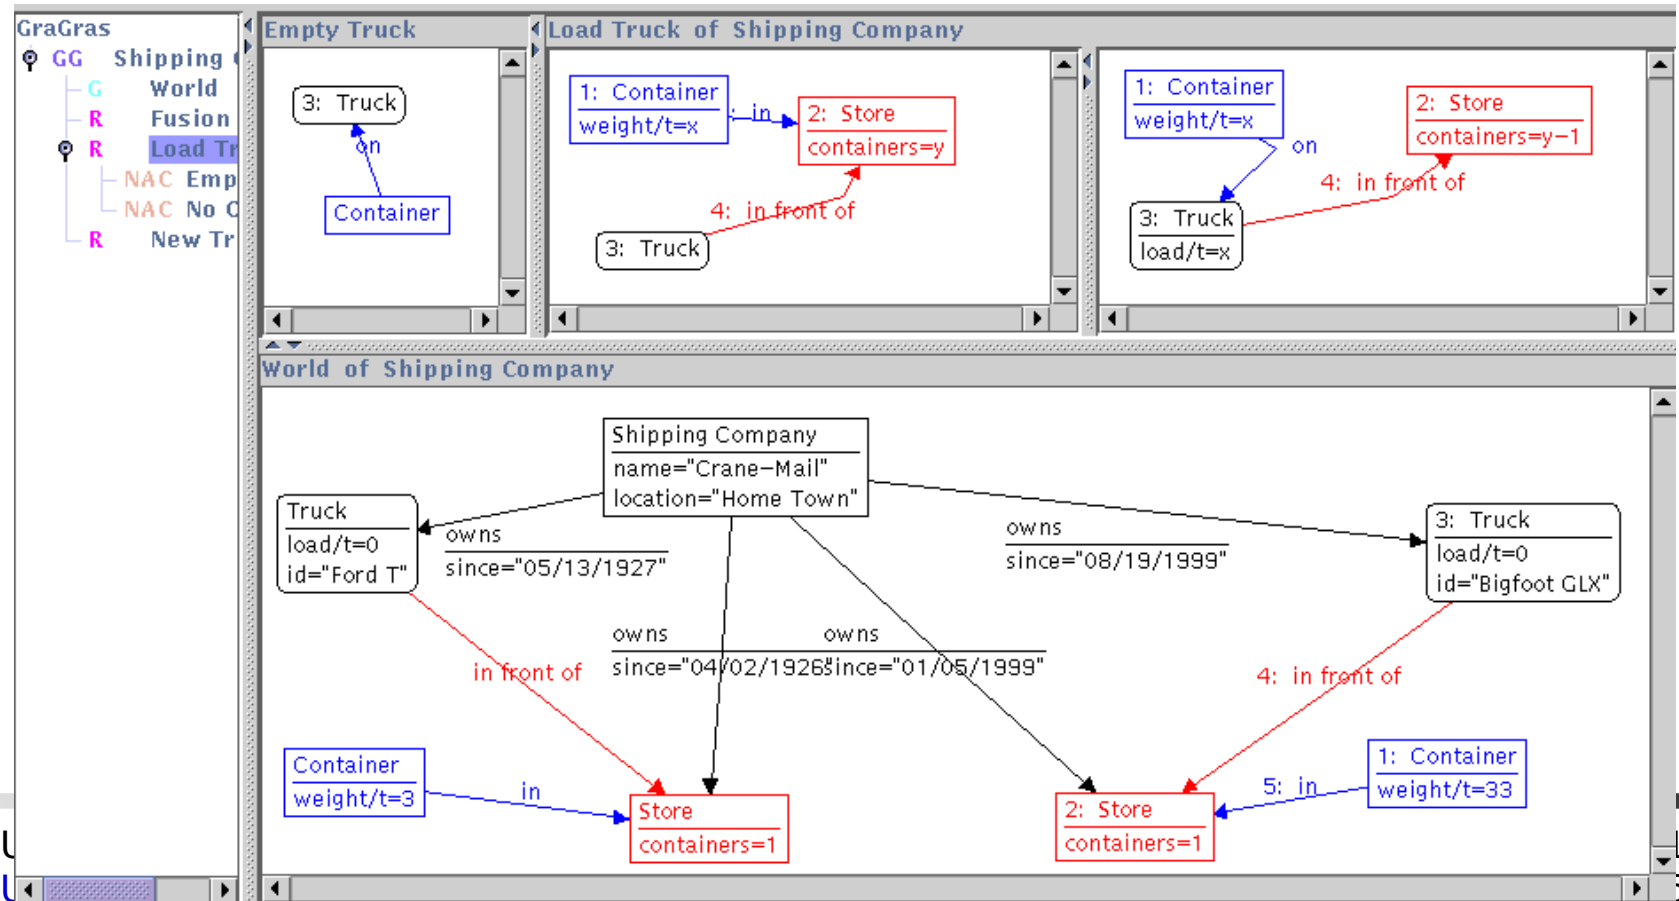 GraGras
GG Shipping
G World
R Fusion
R Load Tr
NAC Emp
NAC No C
R New Tr
Empty Truck
3: Truck
on
Container
Load Truck of Shipping Company
1: Container
weight/t=x
: in
2: Store
containers=y
4: in front of
3: Truck
1: Container
weight/t=x
on
2: Store
containers=y-1
4: in front of
3: Truck
load/t=x
World of Shipping Company
Shipping Company
name="Crane-Mail"
location="Home Town"
Truck
load/t=0
id="Ford T"
owns
since="05/13/1927"
owns
since="08/19/1999"
3: Truck
load/t=0
id="Bigfoot GLX"
owns
since="04/02/1926"
owns
since="01/05/1999"
in front of
4: in front of
Container
weight/t=3
in
Store
containers=1
2: Store
containers=1
5: in
1: Container
weight/t=33